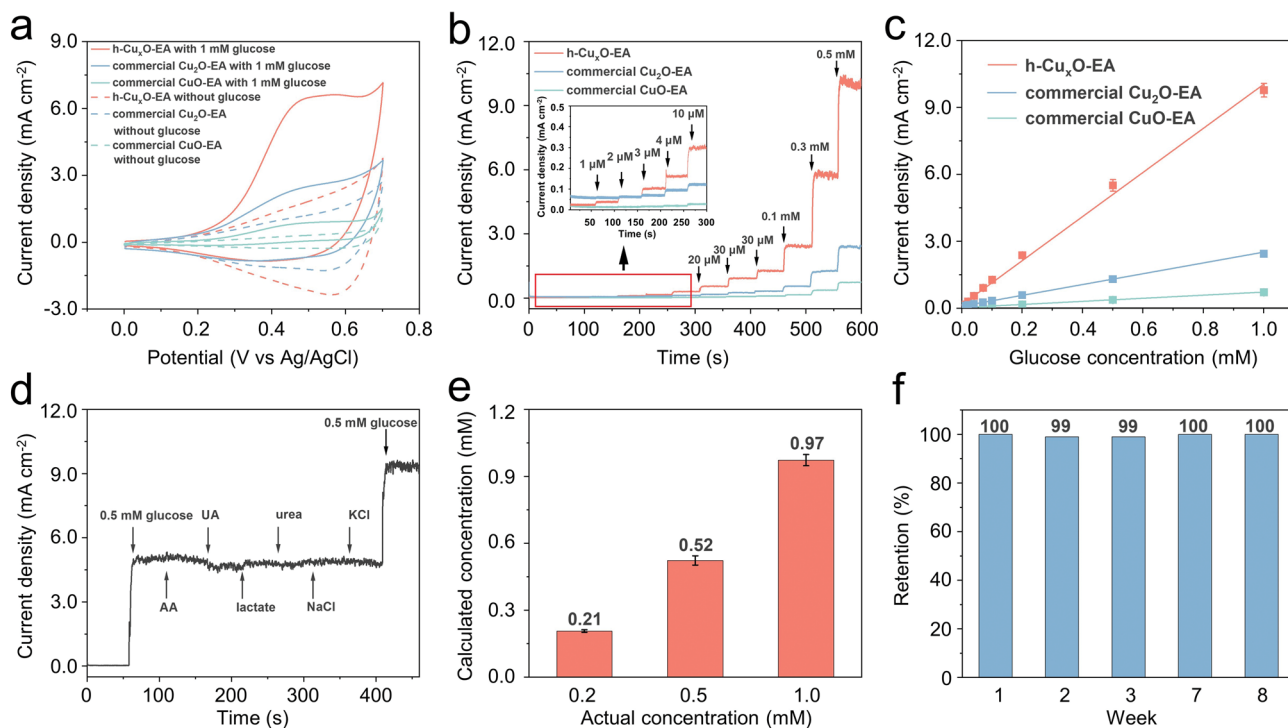 a
h-CuₓO-EA with 1 mM glucose
commercial Cu₂O-EA with 1 mM glucose
commercial CuO-EA with 1 mM glucose
h-CuₓO-EA without glucose
commercial Cu₂O-EA
without glucose
commercial CuO-EA
without glucose
9.0
6.0
3.0
0.0
-3.0
Current density (mA cm⁻²)
0.0 0.2 0.4 0.6 0.8
Potential (V vs Ag/AgCl)
b
h-CuₓO-EA
commercial Cu₂O-EA
commercial CuO-EA
12.0
9.0
6.0
3.0
0.0
Current density (mA cm⁻²)
0.5
0.4
0.3
0.2
0.1
0.0
Current density (mA cm⁻²)
1 μM
2 μM
3 μM
4 μM
10 μM
50 100 150 200 250 300
Time (s)
20 μM
30 μM
30 μM
0.1 mM
0.3 mM
0.5 mM
0 100 200 300 400 500 600
Time (s)
c
h-CuₓO-EA
commercial Cu₂O-EA
commercial CuO-EA
12.0
9.0
6.0
3.0
0.0
Current density (mA cm⁻²)
0.0 0.2 0.4 0.6 0.8 1.0
Glucose concentration (mM)
d
12.0
9.0
6.0
3.0
0.0
Current density (mA cm⁻²)
0.5 mM glucose
0.5 mM glucose
UA
urea
KCl
AA
lactate
NaCl
0 100 200 300 400
Time (s)
e
1.2
0.9
0.6
0.3
0.0
Calculated concentration (mM)
0.21
0.52
0.97
0.2 0.5 1.0
Actual concentration (mM)
f
100
80
60
40
20
0
Retention (%)
100 99 99 100 100
1 2 3 7 8
Week